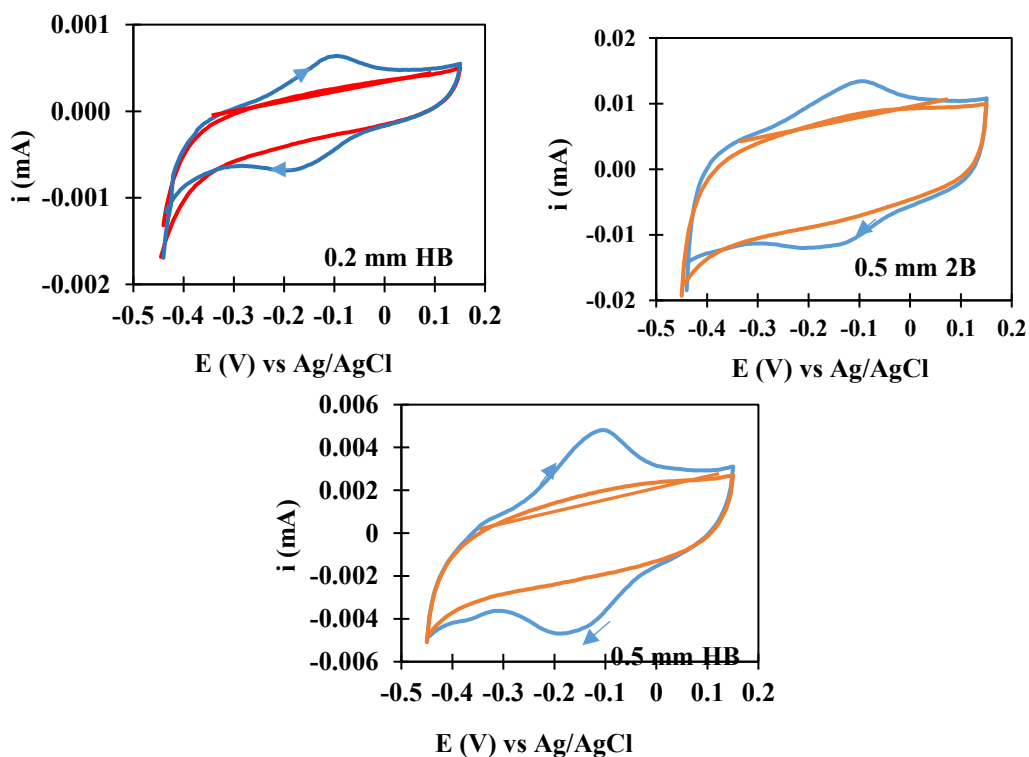 0.001
0.000
-0.001
-0.002
i (mA)
0.2 mm HB
-0.5 -0.4 -0.3 -0.2 -0.1 0 0.1 0.2
E (V) vs Ag/AgCl
0.02
0.01
0.00
-0.01
-0.02
i (mA)
0.5 mm 2B
-0.5 -0.4 -0.3 -0.2 -0.1 0 0.1 0.2
E (V) vs Ag/AgCl
0.006
0.004
0.002
0
-0.002
-0.004
-0.006
i (mA)
0.5 mm HB
-0.5 -0.4 -0.3 -0.2 -0.1 0 0.1 0.2
E (V) vs Ag/AgCl